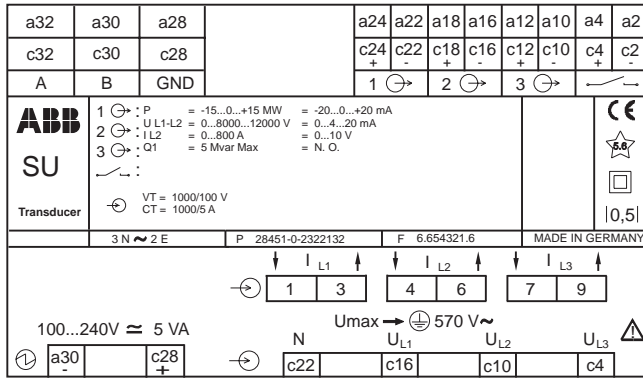 a32 a30 a28 a24 a22 a18 a16 a12 a10 a4 a2
c32 c30 c28 c24 c22 c18 c16 c12 c10 c4 c2
+ - + - + - + -
A B GND 1 2 3
ABB
SU
Transducer
1 : P = -15...0...+15 MW = -20...0...+20 mA
2 : U L1-L2 = 0...8000...12000 V = 0...4...20 mA
I L2 = 0...800 A = 0...10 V
3 : Q1 = 5 Mvar Max = N. O.
:
VT = 1000/100 V
CT = 1000/5 A
CE
5.6
0,5
3 N ~ 2 E P 28451-0-2322132 F 6.654321.6 MADE IN GERMANY
I L1 I L2 I L3
1 3 4 6 7 9
Umax 570 V~
100...240V ≃ 5 VA
N UL1 UL2 UL3
a30 c28 c22 c16 c10 c4
- +